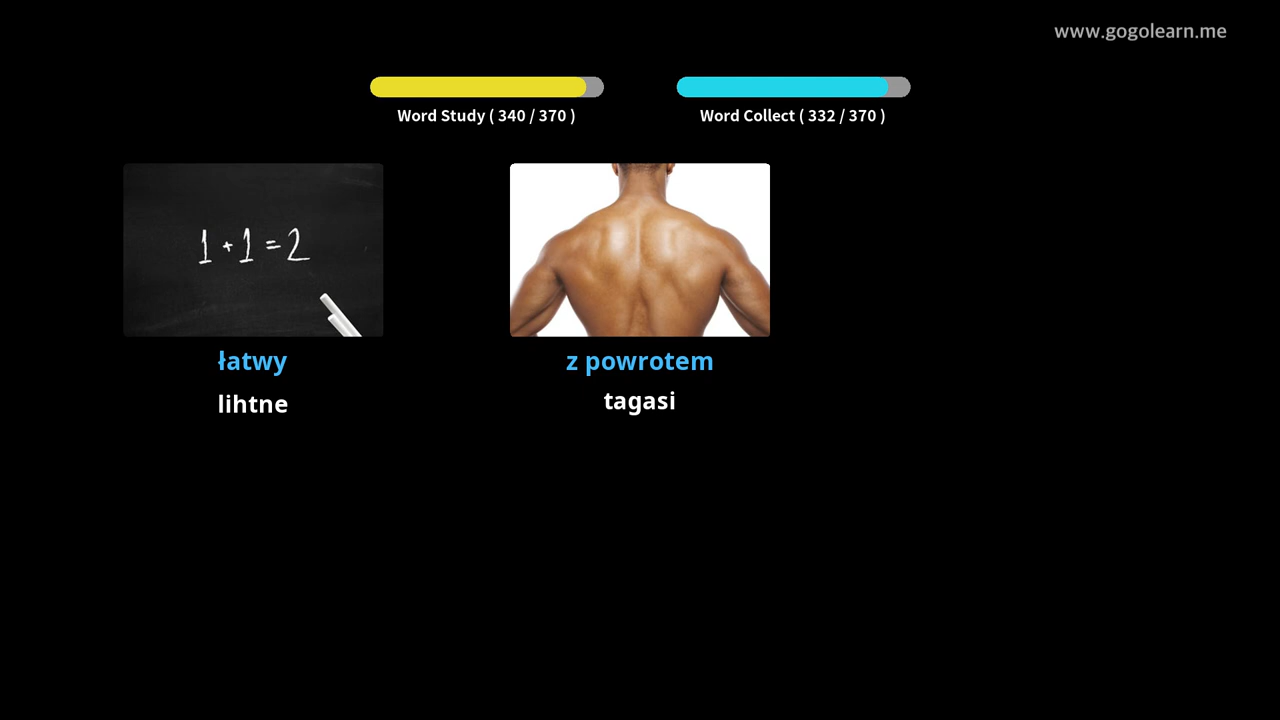 www.gogolearn.me
Word Study ( 340 / 370 )
Word Collect ( 332 / 370 )
1 + 1 = 2
łatwy
z powrotem
lihtne
tagasi